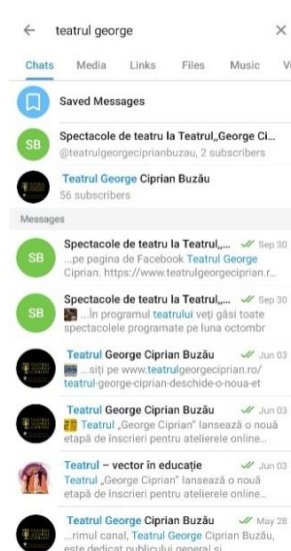 teatrul george
Chats Media Links Files Music
Saved Messages
SB
Spectacole de teatru la Teatrul„George Ci...
@teatrulgeorgeciprianbuzau, 2 subscribers
Teatrul George Ciprian Buzău
56 subscribers
Messages
SB
Spectacole de teatru la Teatrul„... Sep 30
...pe pagina de Facebook Teatrul George
Ciprian. https://www.teatrulgeorgeciprian.r...
SB
Spectacole de teatru la Teatrul„... Sep 30
...În programul teatrului veți găsi toate
spectacolele programate pe luna octombr
Teatrul George Ciprian Buzău Jun 03
...siți pe www.teatrulgeorgeciprian.ro/
teatrul-george-ciprian-deschide-o-noua-et
Teatrul George Ciprian Buzău Jun 03
Teatrul „George Ciprian” lansează o nouă
etapă de înscrieri pentru atelierele online...
Teatrul – vector în educație Jun 03
Teatrul „George Ciprian” lansează o nouă
etapă de înscrieri pentru atelierele online...
Teatrul George Ciprian Buzău May 28
...rimul canal, Teatrul George Ciprian Buzău,
este dedicat publicului general si